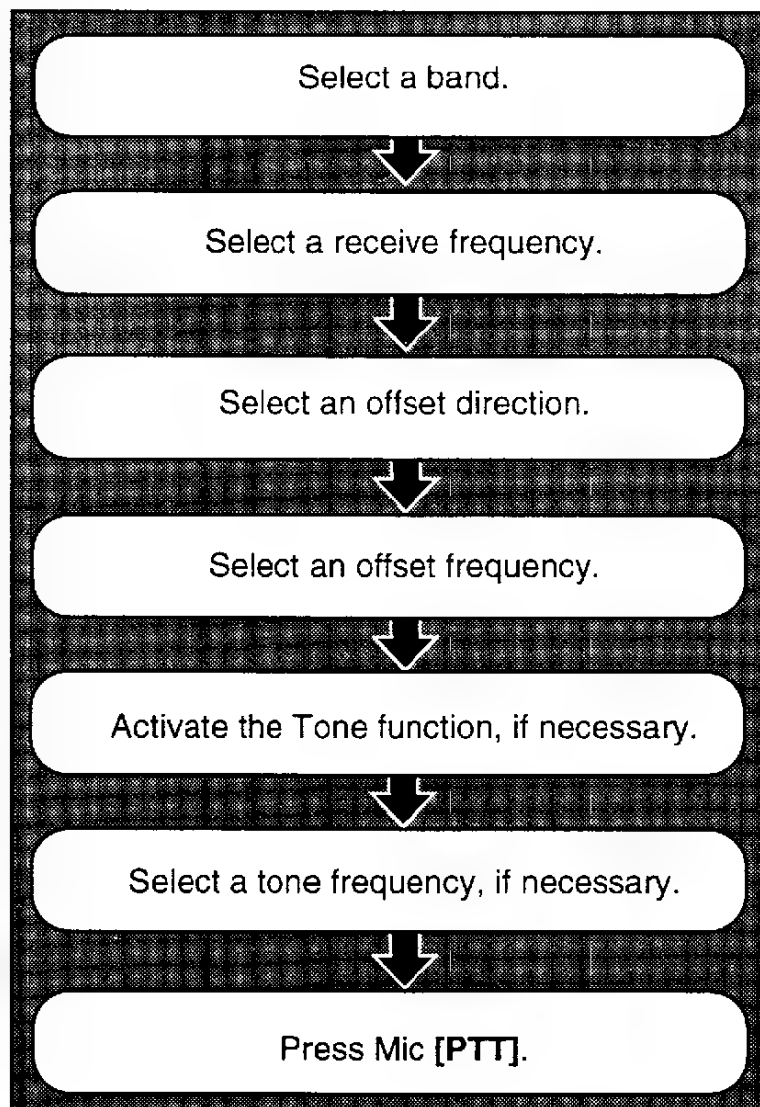 Select a band.
Select a receive frequency.
Select an offset direction.
Select an offset frequency.
Activate the Tone function, if necessary.
Select a tone frequency, if necessary.
Press Mic [PTT].